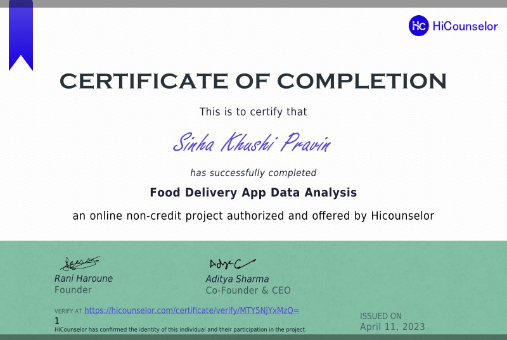 HC HiCounselor
CERTIFICATE OF COMPLETION
This is to certify that
Sinha Khushi Pravin
has successfully completed
Food Delivery App Data Analysis
an online non-credit project authorized and offered by Hicounselor
Rani Haroune
Founder
Aditya Sharma
Co-Founder & CEO
VERIFY AT https://hicounselor.com/certificate/verify/MTY5NjYxMzQ=
1
HiCounselor has confirmed the identity of this individual and their participation in the project.
ISSUED ON
April 11, 2023